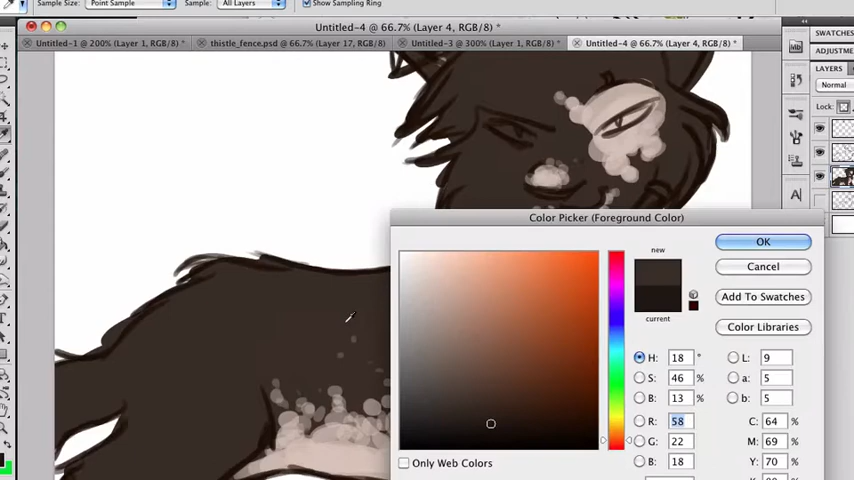 Sample Size: Point Sample Sample: All Layers Show Sampling Ring
Untitled-4 @ 66.7% (Layer 4, RGB/8) *
Untitled-1 @ 200% (Layer 1, RGB/8) * thistle_fence.psd @ 66.7% (Layer 17, RGB/8) Untitled-3 @ 300% (Layer 1, RGB/8) * Untitled-4 @ 66.7% (Layer 4, RGB/8) *
SWATCHES
ADJUSTME
LAYERS
Normal
Lock:
Color Picker (Foreground Color)
new
current
OK
Cancel
Add To Swatches
Color Libraries
H: 18 ° L: 9
S: 46 % a: 5
B: 13 % b: 5
R: 58 C: 64 %
G: 22 M: 69 %
B: 18 Y: 70 %
Only Web Colors